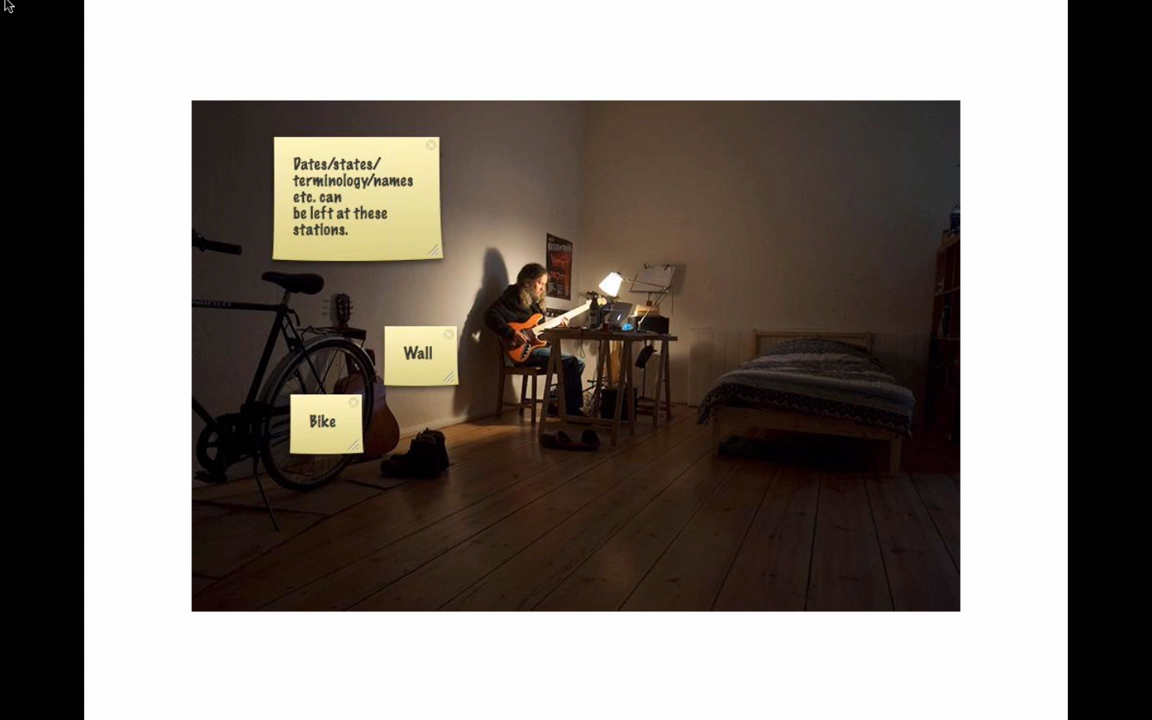 Dates/states/
terminology/names
etc. can
be left at these
stations.
Wall
Bike